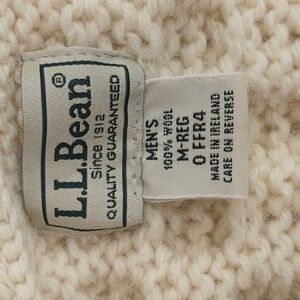 L.L.Bean®
Since 1912
QUALITY GUARANTEED
MEN'S
100% WOOL
M-REG
0 FFR4
MADE IN IRELAND
CARE ON REVERSE